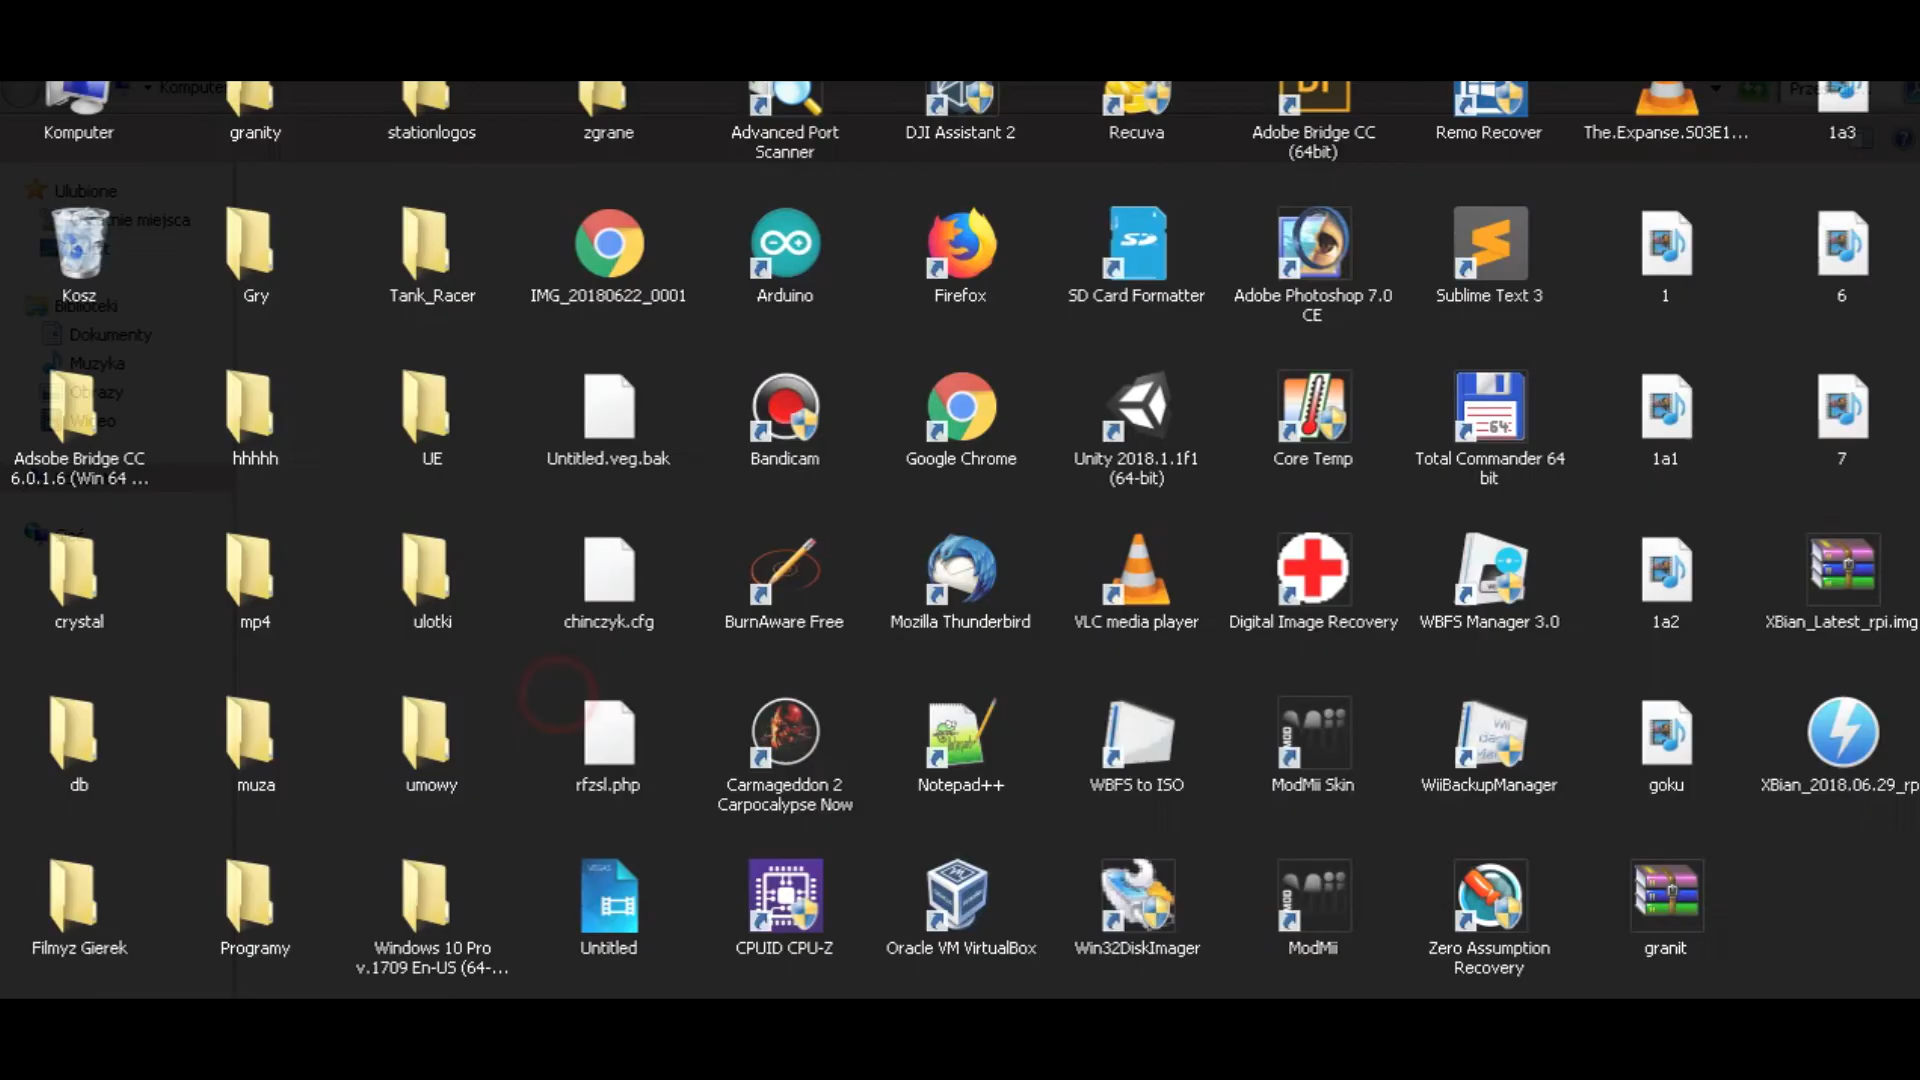 Komputer
Komputer
granity
stationlogos
zgrane
Advanced Port
Scanner
DJI Assistant 2
Recuva
Adobe Bridge CC
(64bit)
Remo Recover
The.Expanse.S03E1...
1a3
Ulubione
miejsca
Kosz
Gry
Tank_Racer
IMG_20180622_0001
Arduino
Firefox
SD
SD Card Formatter
Adobe Photoshop 7.0
CE
Sublime Text 3
1
6
Biblioteki
Dokumenty
Muzyka
Obrazy
Wideo
Adsobe Bridge CC
6.0.1.6 (Win 64 ...
hhhhh
UE
Untitled.veg.bak
Bandicam
Google Chrome
Unity 2018.1.1f1
(64-bit)
Core Temp
64
Total Commander 64
bit
1a1
7
crystal
mp4
ulotki
chinczyk.cfg
BurnAware Free
Mozilla Thunderbird
VLC media player
Digital Image Recovery
WBFS Manager 3.0
1a2
XBian_Latest_rpi.img
db
muza
umowy
rfzsl.php
Carmageddon 2
Carpocalypse Now
Notepad++
WBFS to ISO
MOD
ModMii Skin
Wii
WiiBackupManager
goku
XBian_2018.06.29_rp
Filmyz Gierek
Programy
Windows 10 Pro
v.1709 En-US (64-...
VEGAS
Untitled
CPUID CPU-Z
Oracle VM VirtualBox
Win32DiskImager
MOD
ModMii
Zero Assumption
Recovery
granit